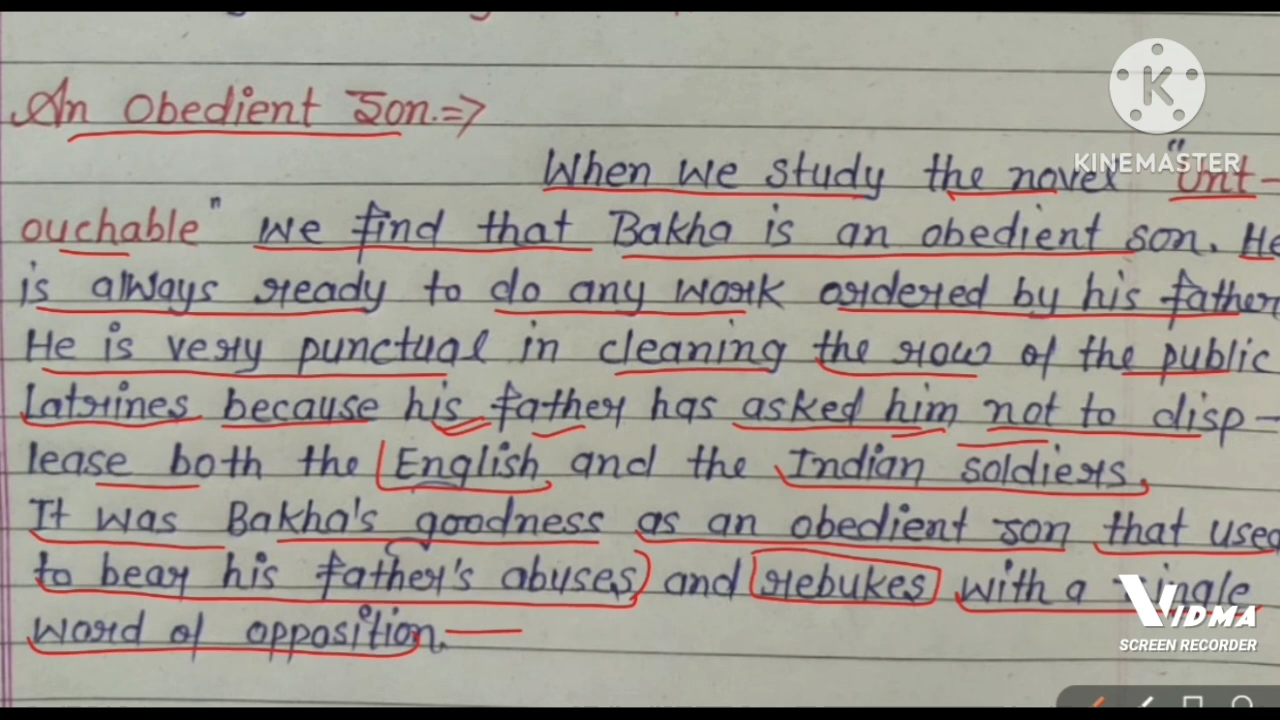 An Obedient Son.=>
K
KINEMASTER
When we study the novel "Unt-
ouchable" we find that Bakha is an obedient son. He
is always ready to do any work ordered by his father
He is very punctual in cleaning the row of the public
Latrines because his father has asked him not to disp-
lease both the English and the Indian soldiers.
It was Bakha's goodness as an obedient son that used
to bear his father's abuses and rebukes with a single
word of opposition.
VIDMA
SCREEN RECORDER